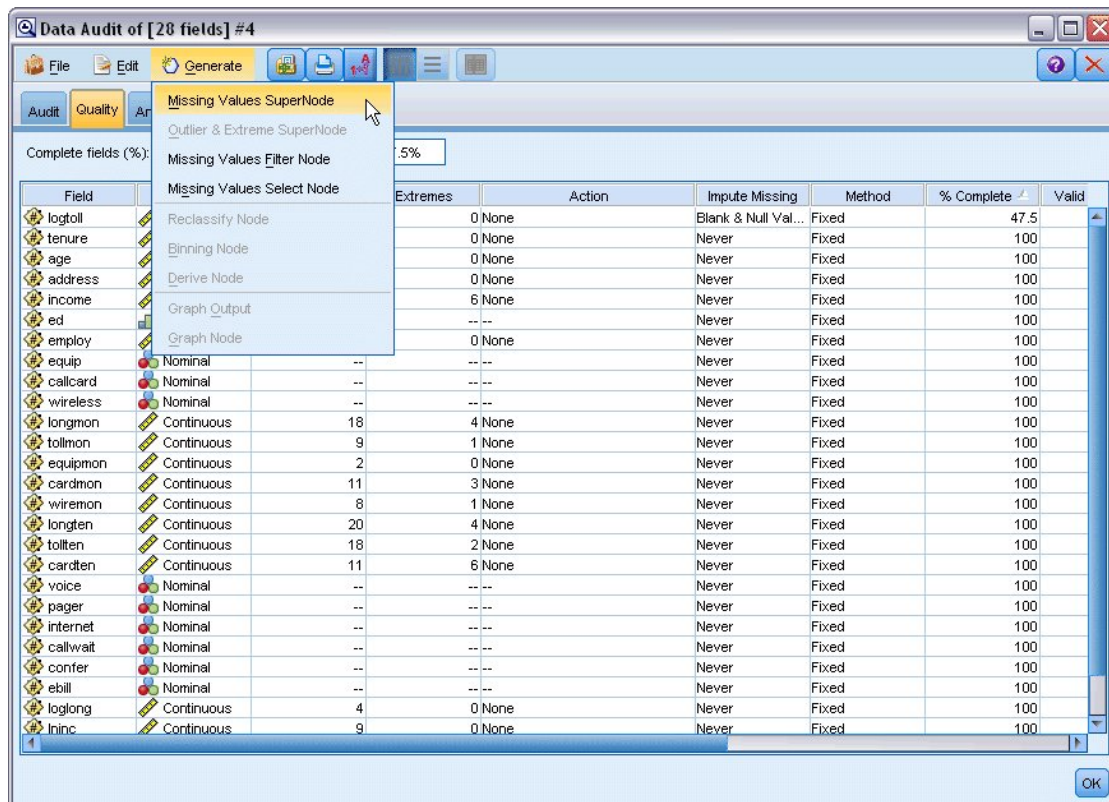 Data Audit of [28 fields] #4
File Edit Generate
Audit Quality An
Missing Values SuperNode
Outlier & Extreme SuperNode
Missing Values Filter Node
Missing Values Select Node
Reclassify Node
Binning Node
Derive Node
Graph Output
Graph Node
Complete fields (%): .5%
Field Extremes Action Impute Missing Method % Complete Valid
logtoll 0 None Blank & Null Val... Fixed 47.5
tenure 0 None Never Fixed 100
age 0 None Never Fixed 100
address 0 None Never Fixed 100
income 6 None Never Fixed 100
ed -- -- Never Fixed 100
employ 0 None Never Fixed 100
equip Nominal -- -- -- Never Fixed 100
callcard Nominal -- -- -- Never Fixed 100
wireless Nominal -- -- -- Never Fixed 100
longmon Continuous 18 4 None Never Fixed 100
tollmon Continuous 9 1 None Never Fixed 100
equipmon Continuous 2 0 None Never Fixed 100
cardmon Continuous 11 3 None Never Fixed 100
wiremon Continuous 8 1 None Never Fixed 100
longten Continuous 20 4 None Never Fixed 100
tollten Continuous 18 2 None Never Fixed 100
cardten Continuous 11 6 None Never Fixed 100
voice Nominal -- -- -- Never Fixed 100
pager Nominal -- -- -- Never Fixed 100
internet Nominal -- -- -- Never Fixed 100
callwait Nominal -- -- -- Never Fixed 100
confer Nominal -- -- -- Never Fixed 100
ebill Nominal -- -- -- Never Fixed 100
loglong Continuous 4 0 None Never Fixed 100
lninc Continuous 9 0 None Never Fixed 100
OK